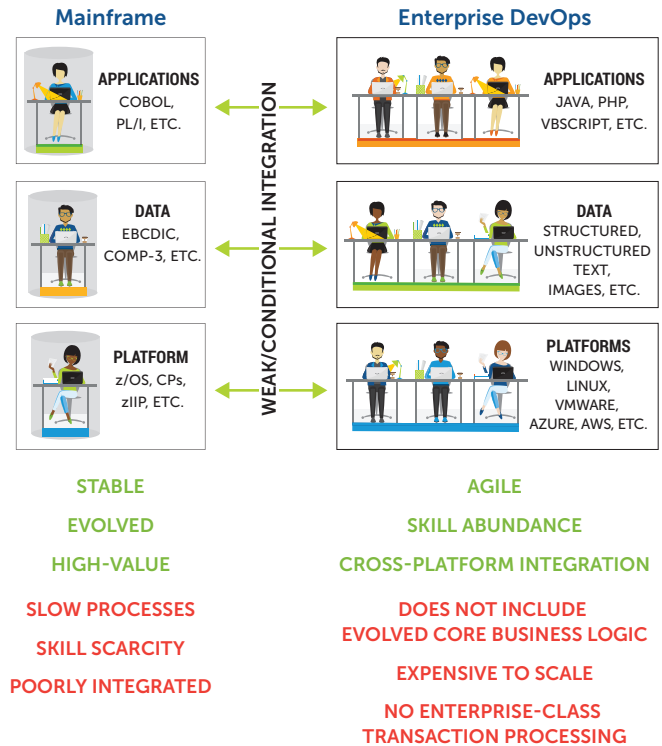 Mainframe
Enterprise DevOps
APPLICATIONS
COBOL,
PL/I, ETC.
APPLICATIONS
JAVA, PHP,
VBSCRIPT, ETC.
WEAK/CONDITIONAL INTEGRATION
DATA
EBCDIC,
COMP-3, ETC.
DATA
STRUCTURED,
UNSTRUCTURED
TEXT,
IMAGES, ETC.
PLATFORM
z/OS, CPs,
zIIP, ETC.
PLATFORMS
WINDOWS,
LINUX,
VMWARE,
AZURE, AWS, ETC.
STABLE
EVOLVED
HIGH-VALUE
SLOW PROCESSES
SKILL SCARCITY
POORLY INTEGRATED
AGILE
SKILL ABUNDANCE
CROSS-PLATFORM INTEGRATION
DOES NOT INCLUDE
EVOLVED CORE BUSINESS LOGIC
EXPENSIVE TO SCALE
NO ENTERPRISE-CLASS
TRANSACTION PROCESSING